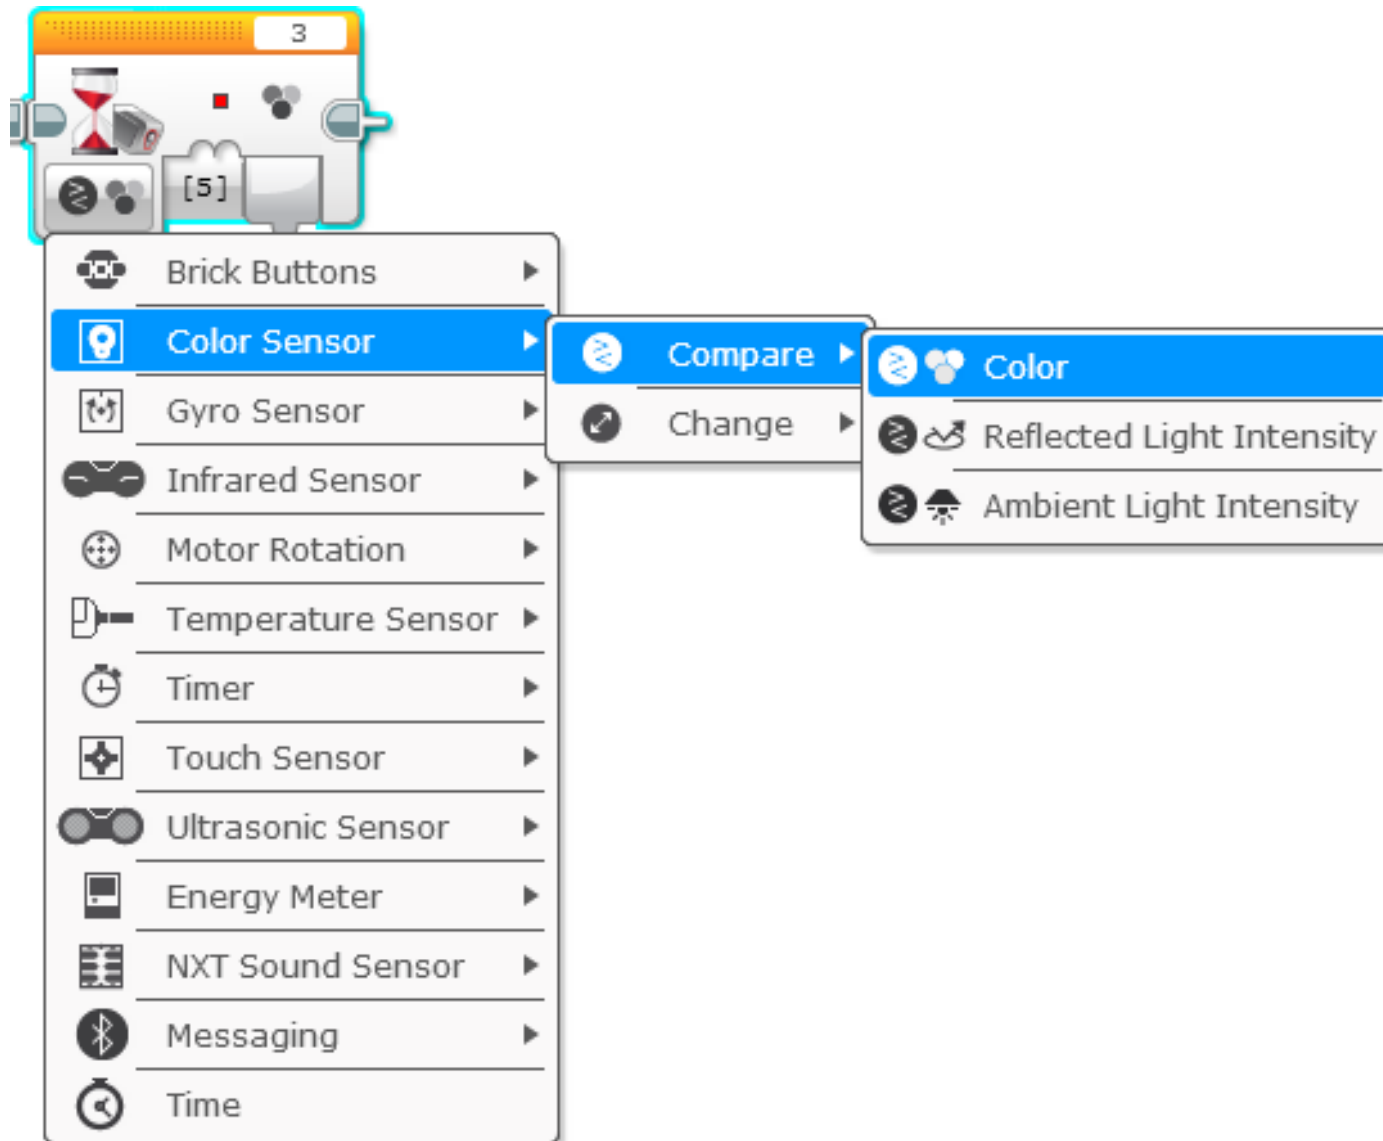 3
[5]
Brick Buttons
Color Sensor
Gyro Sensor
Infrared Sensor
Motor Rotation
Temperature Sensor
Timer
Touch Sensor
Ultrasonic Sensor
Energy Meter
NXT Sound Sensor
Messaging
Time
Compare
Change
Color
Reflected Light Intensity
Ambient Light Intensity